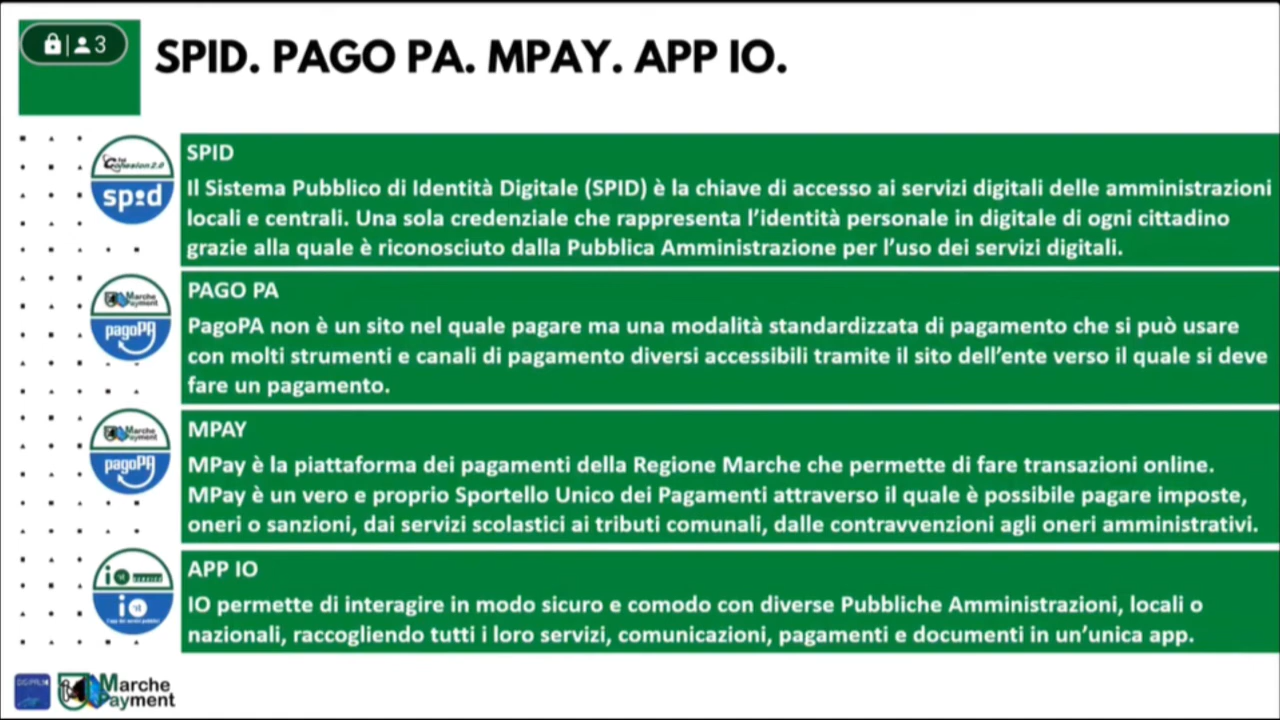 3
SPID. PAGO PA. MPAY. APP IO.
Cohesion 2.0
spid
SPID
Il Sistema Pubblico di Identità Digitale (SPID) è la chiave di accesso ai servizi digitali delle amministrazioni
locali e centrali. Una sola credenziale che rappresenta l'identità personale in digitale di ogni cittadino
grazie alla quale è riconosciuto dalla Pubblica Amministrazione per l'uso dei servizi digitali.
Marche
Payment
pagoPA
PAGO PA
PagoPA non è un sito nel quale pagare ma una modalità standardizzata di pagamento che si può usare
con molti strumenti e canali di pagamento diversi accessibili tramite il sito dell'ente verso il quale si deve
fare un pagamento.
Marche
Payment
pagoPA
MPAY
MPay è la piattaforma dei pagamenti della Regione Marche che permette di fare transazioni online.
MPay è un vero e proprio Sportello Unico dei Pagamenti attraverso il quale è possibile pagare imposte,
oneri o sanzioni, dai servizi scolastici ai tributi comunali, dalle contravvenzioni agli oneri amministrativi.
io
io
APP IO
IO permette di interagire in modo sicuro e comodo con diverse Pubbliche Amministrazioni, locali o
nazionali, raccogliendo tutti i loro servizi, comunicazioni, pagamenti e documenti in un'unica app.
Marche
Payment